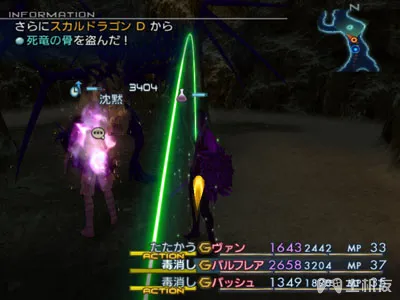 INFORMATION
さらにスカルドラゴン D から
死竜の骨を盗んだ！
N
沈黙
3404
たたかう Gヴァン 1643 2442 MP 33
ACTION
毒消し Gバルフレア 2658 3204 MP 37
ACTION
毒消し Gバッシュ 1349
ACTION